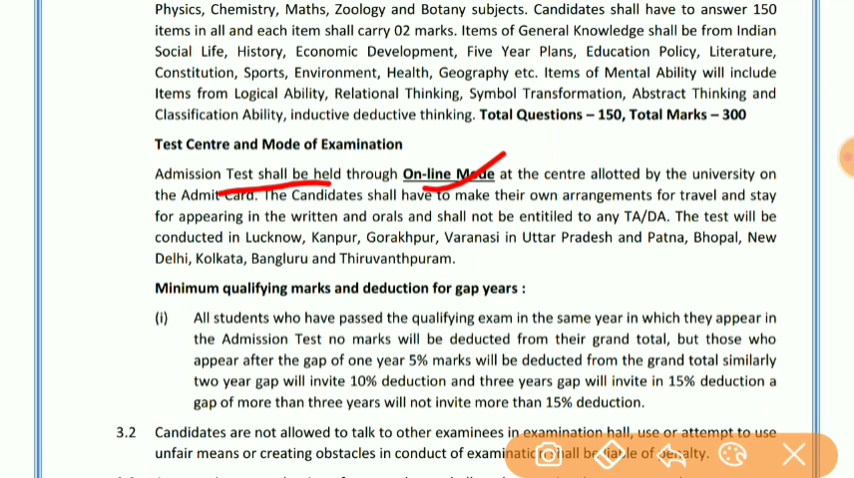 Physics, Chemistry, Maths, Zoology and Botany subjects. Candidates shall have to answer 150
items in all and each item shall carry 02 marks. Items of General Knowledge shall be from Indian
Social Life, History, Economic Development, Five Year Plans, Education Policy, Literature,
Constitution, Sports, Environment, Health, Geography etc. Items of Mental Ability will include
Items from Logical Ability, Relational Thinking, Symbol Transformation, Abstract Thinking and
Classification Ability, inductive deductive thinking. Total Questions – 150, Total Marks – 300
Test Centre and Mode of Examination
Admission Test shall be held through On-line Mode at the centre allotted by the university on
the Admit Card. The Candidates shall have to make their own arrangements for travel and stay
for appearing in the written and orals and shall not be entitiled to any TA/DA. The test will be
conducted in Lucknow, Kanpur, Gorakhpur, Varanasi in Uttar Pradesh and Patna, Bhopal, New
Delhi, Kolkata, Bangluru and Thiruvanthpuram.
Minimum qualifying marks and deduction for gap years :
(i) All students who have passed the qualifying exam in the same year in which they appear in
the Admission Test no marks will be deducted from their grand total, but those who
appear after the gap of one year 5% marks will be deducted from the grand total similarly
two year gap will invite 10% deduction and three years gap will invite in 15% deduction a
gap of more than three years will not invite more than 15% deduction.
3.2 Candidates are not allowed to talk to other examinees in examination hall, use or attempt to use
unfair means or creating obstacles in conduct of examination shall be liable of penalty.